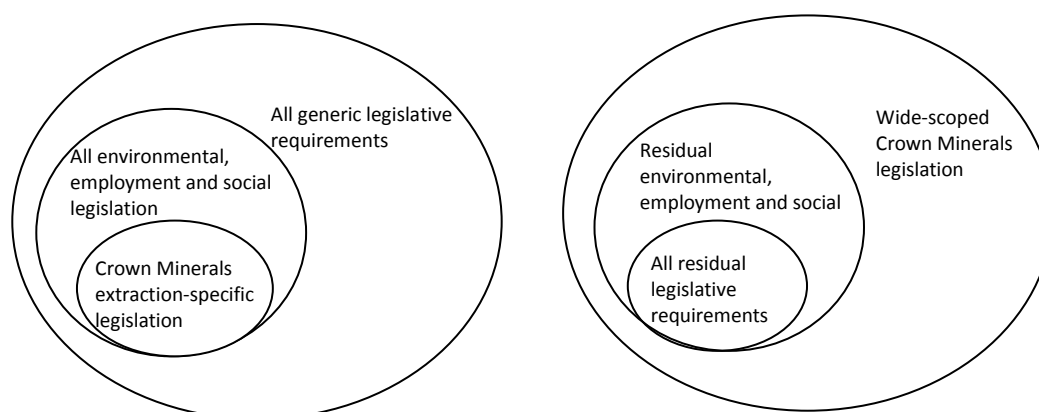 All generic legislative
requirements
All environmental,
employment and social
legislation
Crown Minerals
extraction-specific
legislation
Wide-scoped
Crown Minerals
legislation
Residual
environmental,
employment and social
All residual
legislative
requirements